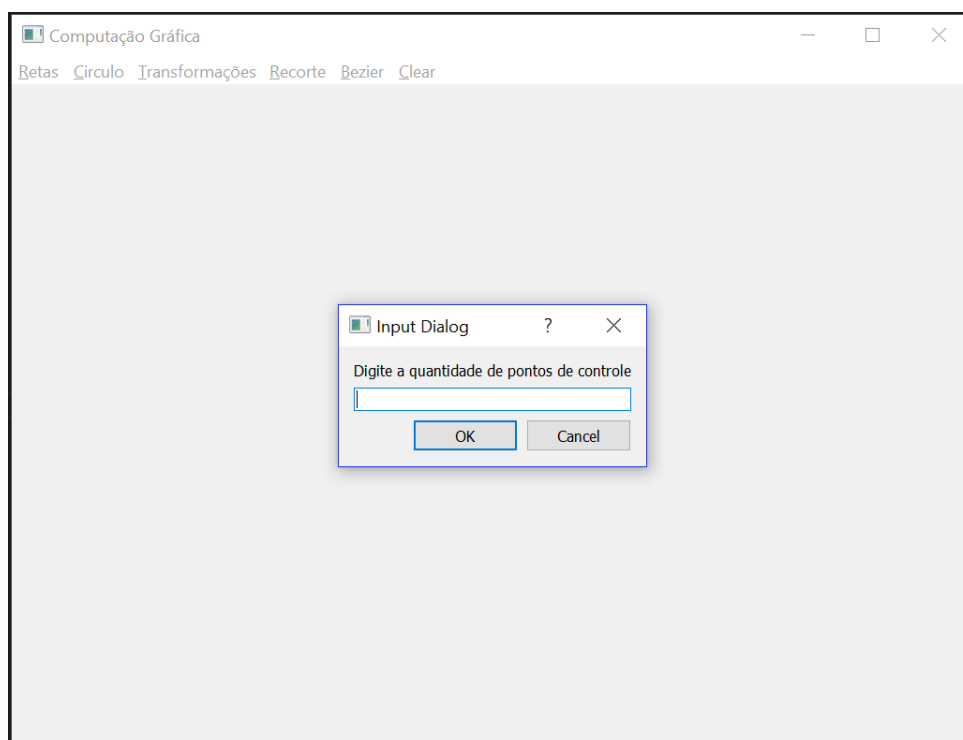 Computação Gráfica
Retas Circulo Transformações Recorte Bezier Clear
Input Dialog ?
Digite a quantidade de pontos de controle
OK Cancel